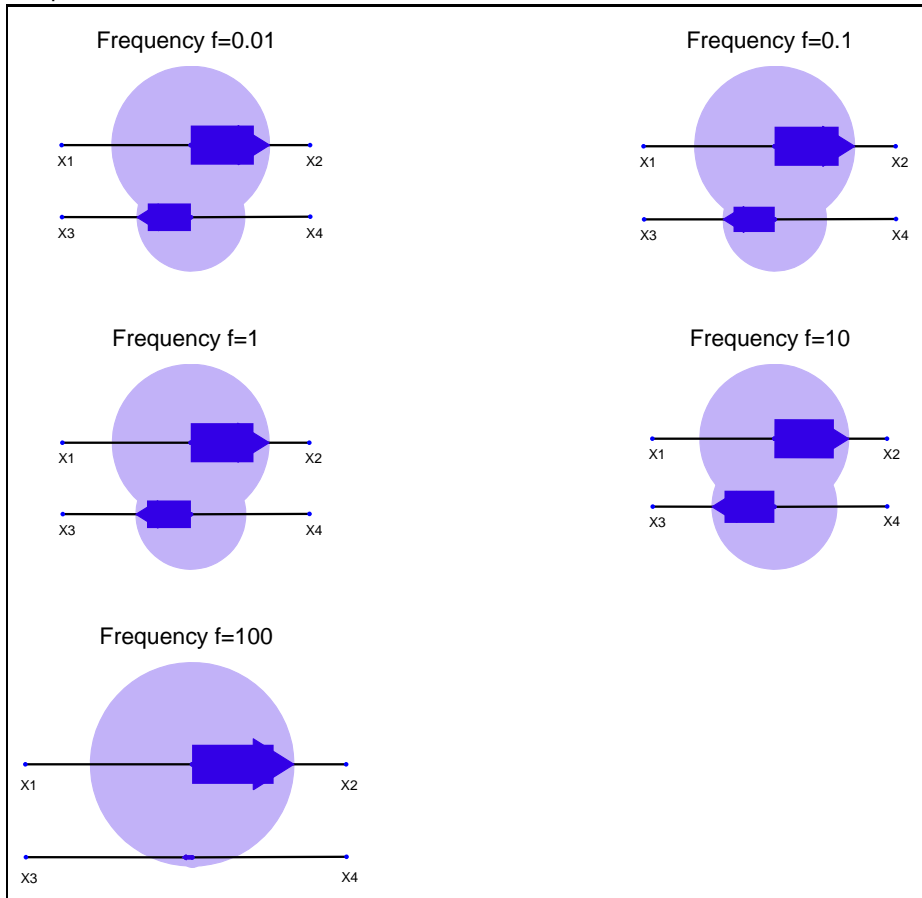 Frequency f=0.01
Frequency f=0.1
X1 X2
X1 X2
X3 X4
X3 X4
Frequency f=1
Frequency f=10
X1 X2
X1 X2
X3 X4
X3 X4
Frequency f=100
X1 X2
X3 X4